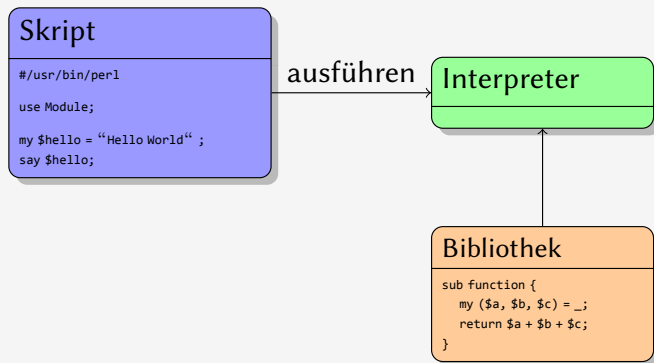 Skript
#/usr/bin/perl
use Module;
my $hello = “Hello World“ ;
say $hello;
ausführen
Interpreter
Bibliothek
sub function {
my ($a, $b, $c) = _;
return $a + $b + $c;
}